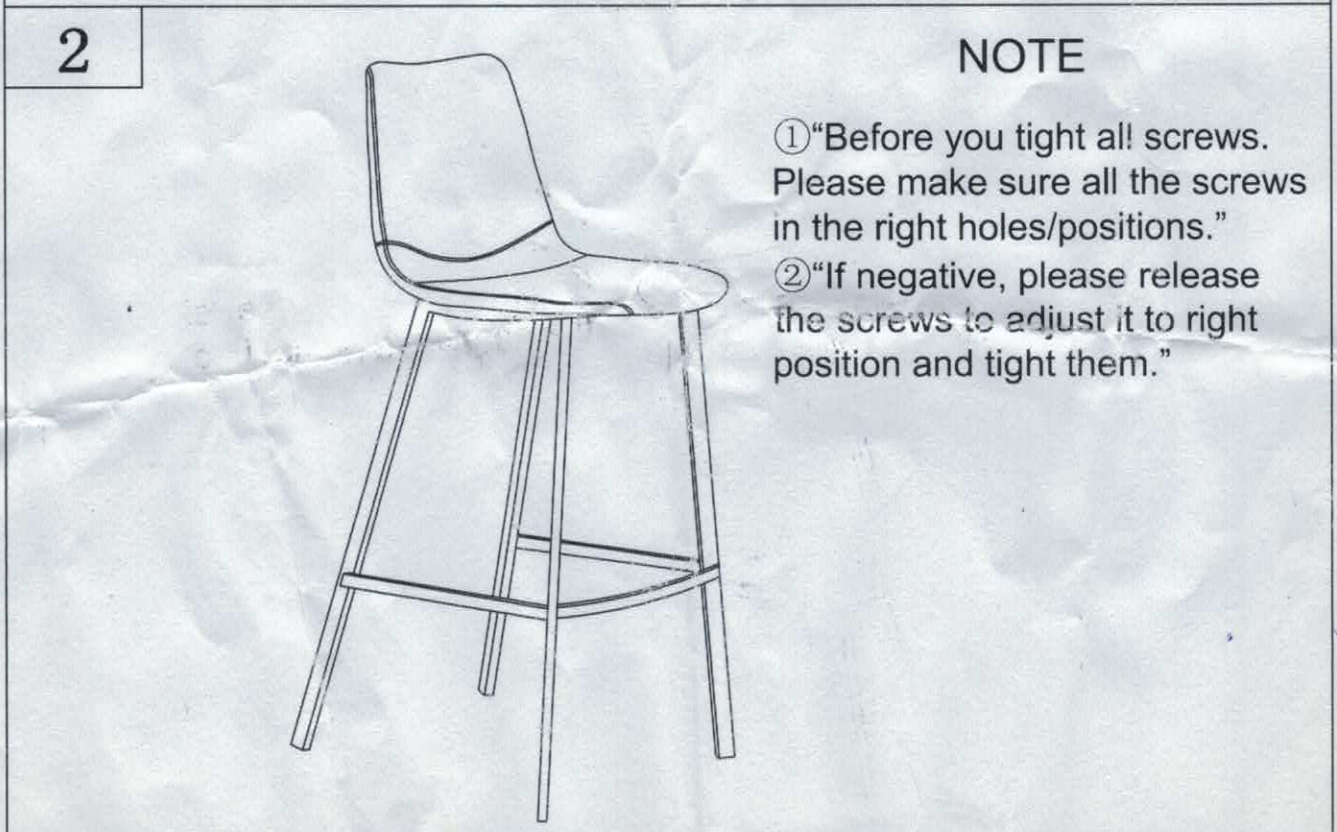 2
NOTE
①“Before you tight all screws.
Please make sure all the screws
in the right holes/positions.”
②“If negative, please release
the screws to adjust it to right
position and tight them.”